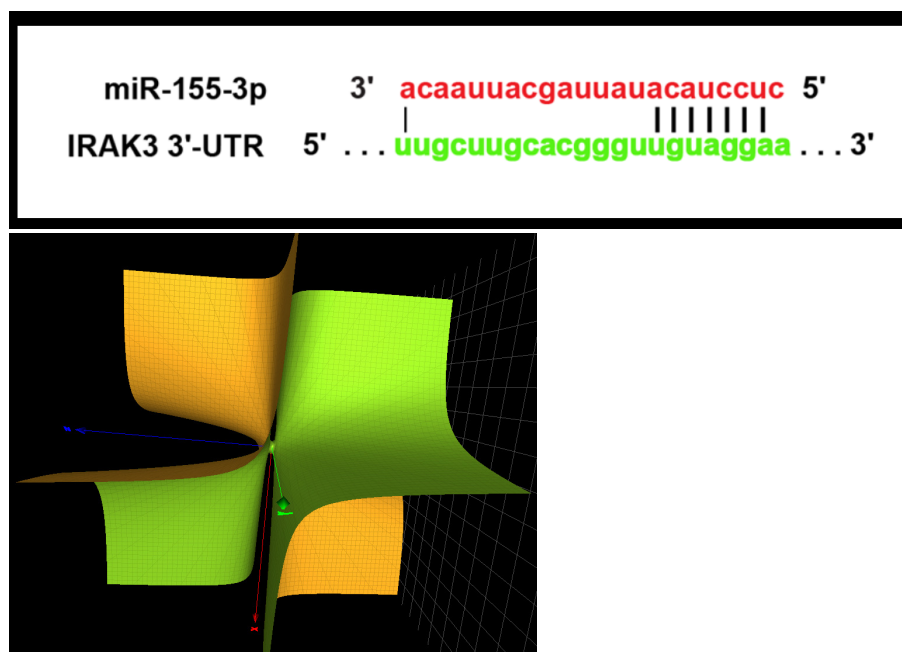 miR-155-3p 3' acaauuacgauuauacauccuc 5'
IRAK3 3'-UTR 5' . . . uugcuugcacggguuguaggaa . . . 3'